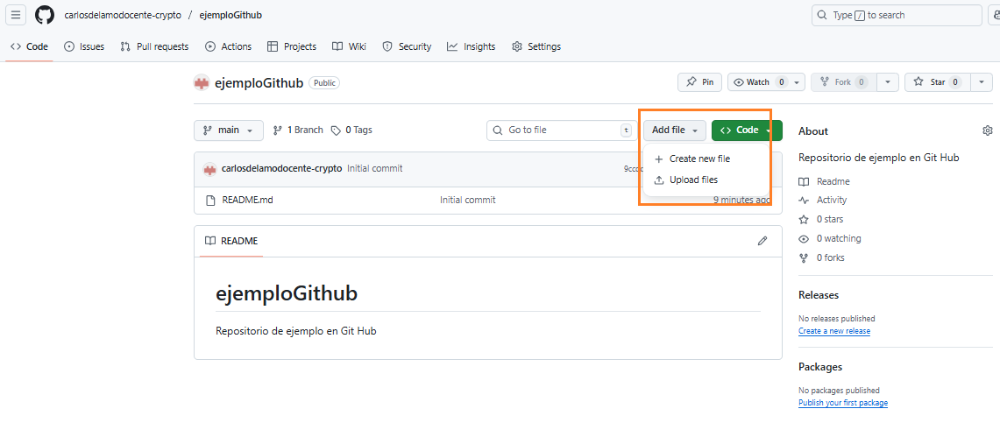 carlosdelamodocente-crypto / ejemploGithub
Type / to search
Code Issues Pull requests Actions Projects Wiki Security Insights Settings
ejemploGithub Public
Pin Watch 0 Fork 0 Star 0
main 1 Branch 0 Tags Go to file t Add file Code
Create new file
Upload files
carlosdelamodocente-crypto Initial commit
README.md Initial commit 9 minutes ago
README
ejemploGithub
Repositorio de ejemplo en Git Hub
About
Repositorio de ejemplo en Git Hub
Readme
Activity
0 stars
0 watching
0 forks
Releases
No releases published
Create a new release
Packages
No packages published
Publish your first package